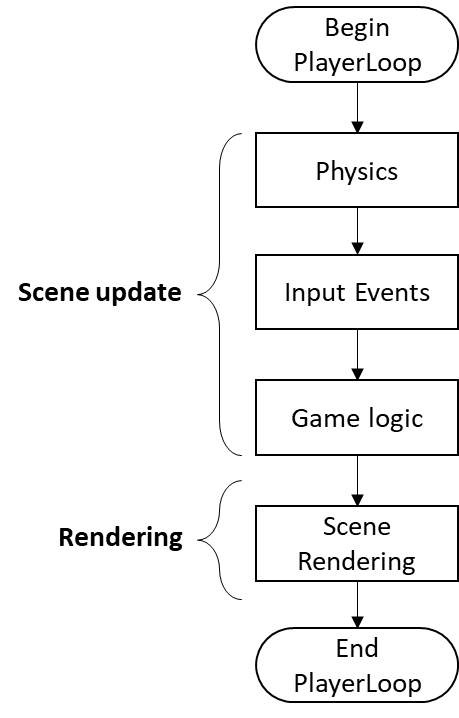 Begin
PlayerLoop
Physics
Scene update
Input Events
Game logic
Rendering
Scene
Rendering
End
PlayerLoop